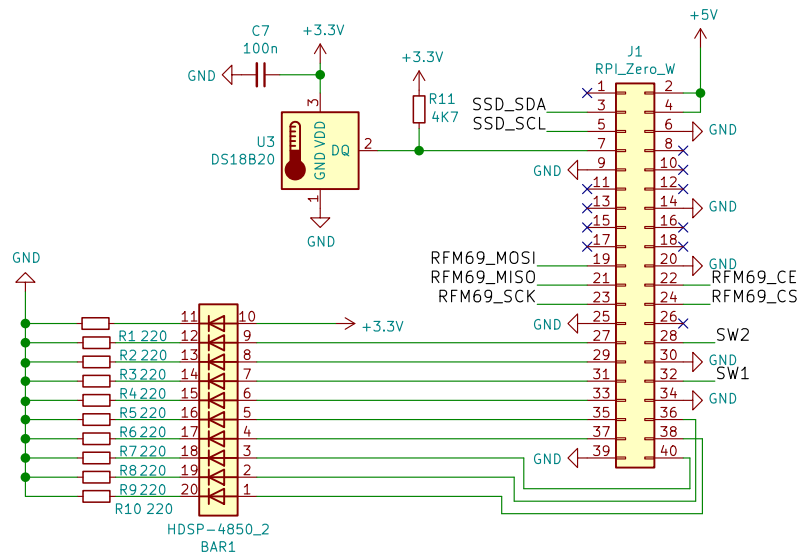 C7
100n
GND
+3.3V
+3.3V
+5V
R11
4K7
U3
DS18B20
3
GND VDD
DQ
2
1
GND
J1
RPI_Zero_W
1 2
SSD_SDA 3 4
SSD_SCL 5 6 GND
7 8
GND 9 10
11 12
13 14 GND
15 16
17 18
RFM69_MOSI 19 20 GND
RFM69_MISO 21 22 RFM69_CE
RFM69_SCK 23 24 RFM69_CS
GND 25 26
27 28 SW2
29 30 GND
31 32 SW1
33 34 GND
35 36
37 38
GND 39 40
GND
11 10 +3.3V
R1 220 12 9
R2 220 13 8
R3 220 14 7
R4 220 15 6
R5 220 16 5
R6 220 17 4
R7 220 18 3
R8 220 19 2
R9 220 20 1
R10 220
HDSP-4850_2
BAR1